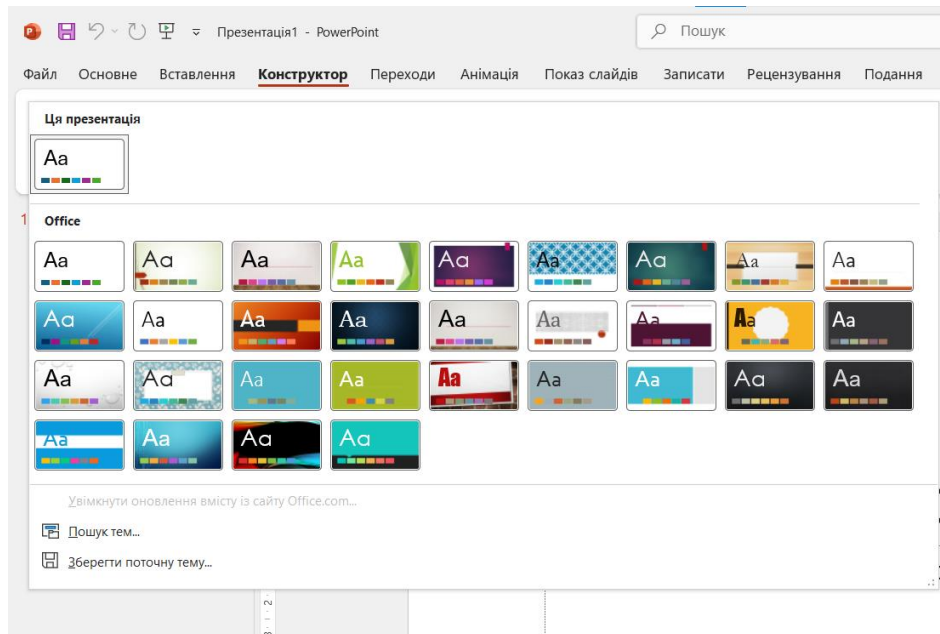 Презентація1 - PowerPoint
Пошук
Файл Основне Вставлення Конструктор Переходи Анімація Показ слайдів Записати Рецензування Подання
Ця презентація
Aa
1
Office
Aa Aa Aa Aa Aa Aa Aa Aa Aa
Aa Aa Aa Aa Aa Aa Aa Aa Aa
Aa Aa Aa Aa Aa Aa Aa Aa Aa
Aa Aa Aa Aa
Увімкнути оновлення вмісту із сайту Office.com...
Пошук тем...
Зберегти поточну тему...
2